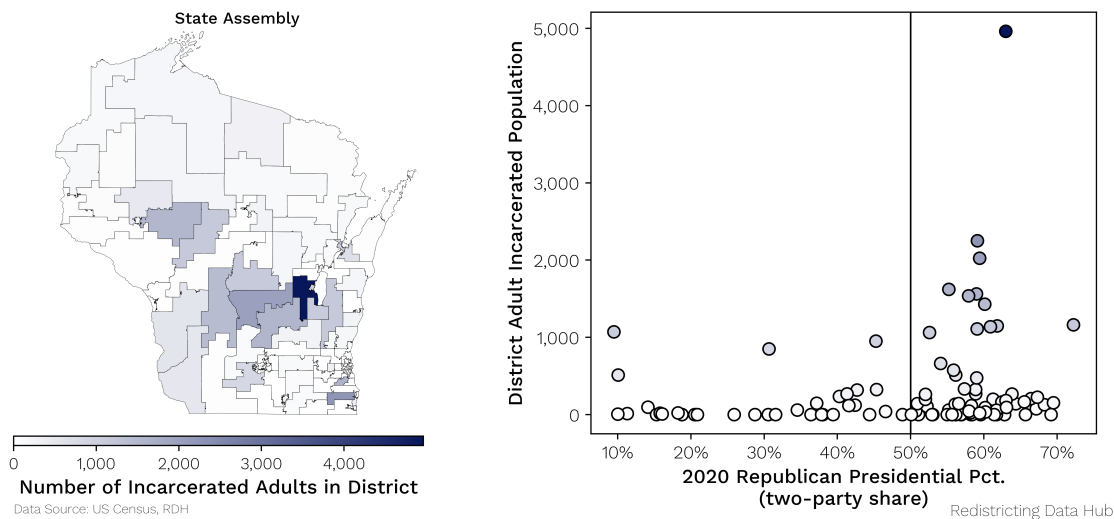 State Assembly
0
1,000
2,000
3,000
4,000
Number of Incarcerated Adults in District
Data Source: US Census, RDH
District Adult Incarcerated Population
5,000
4,000
3,000
2,000
1,000
0
10%
20%
30%
40%
50%
60%
70%
2020 Republican Presidential Pct.
(two-party share)
Redistricting Data Hub